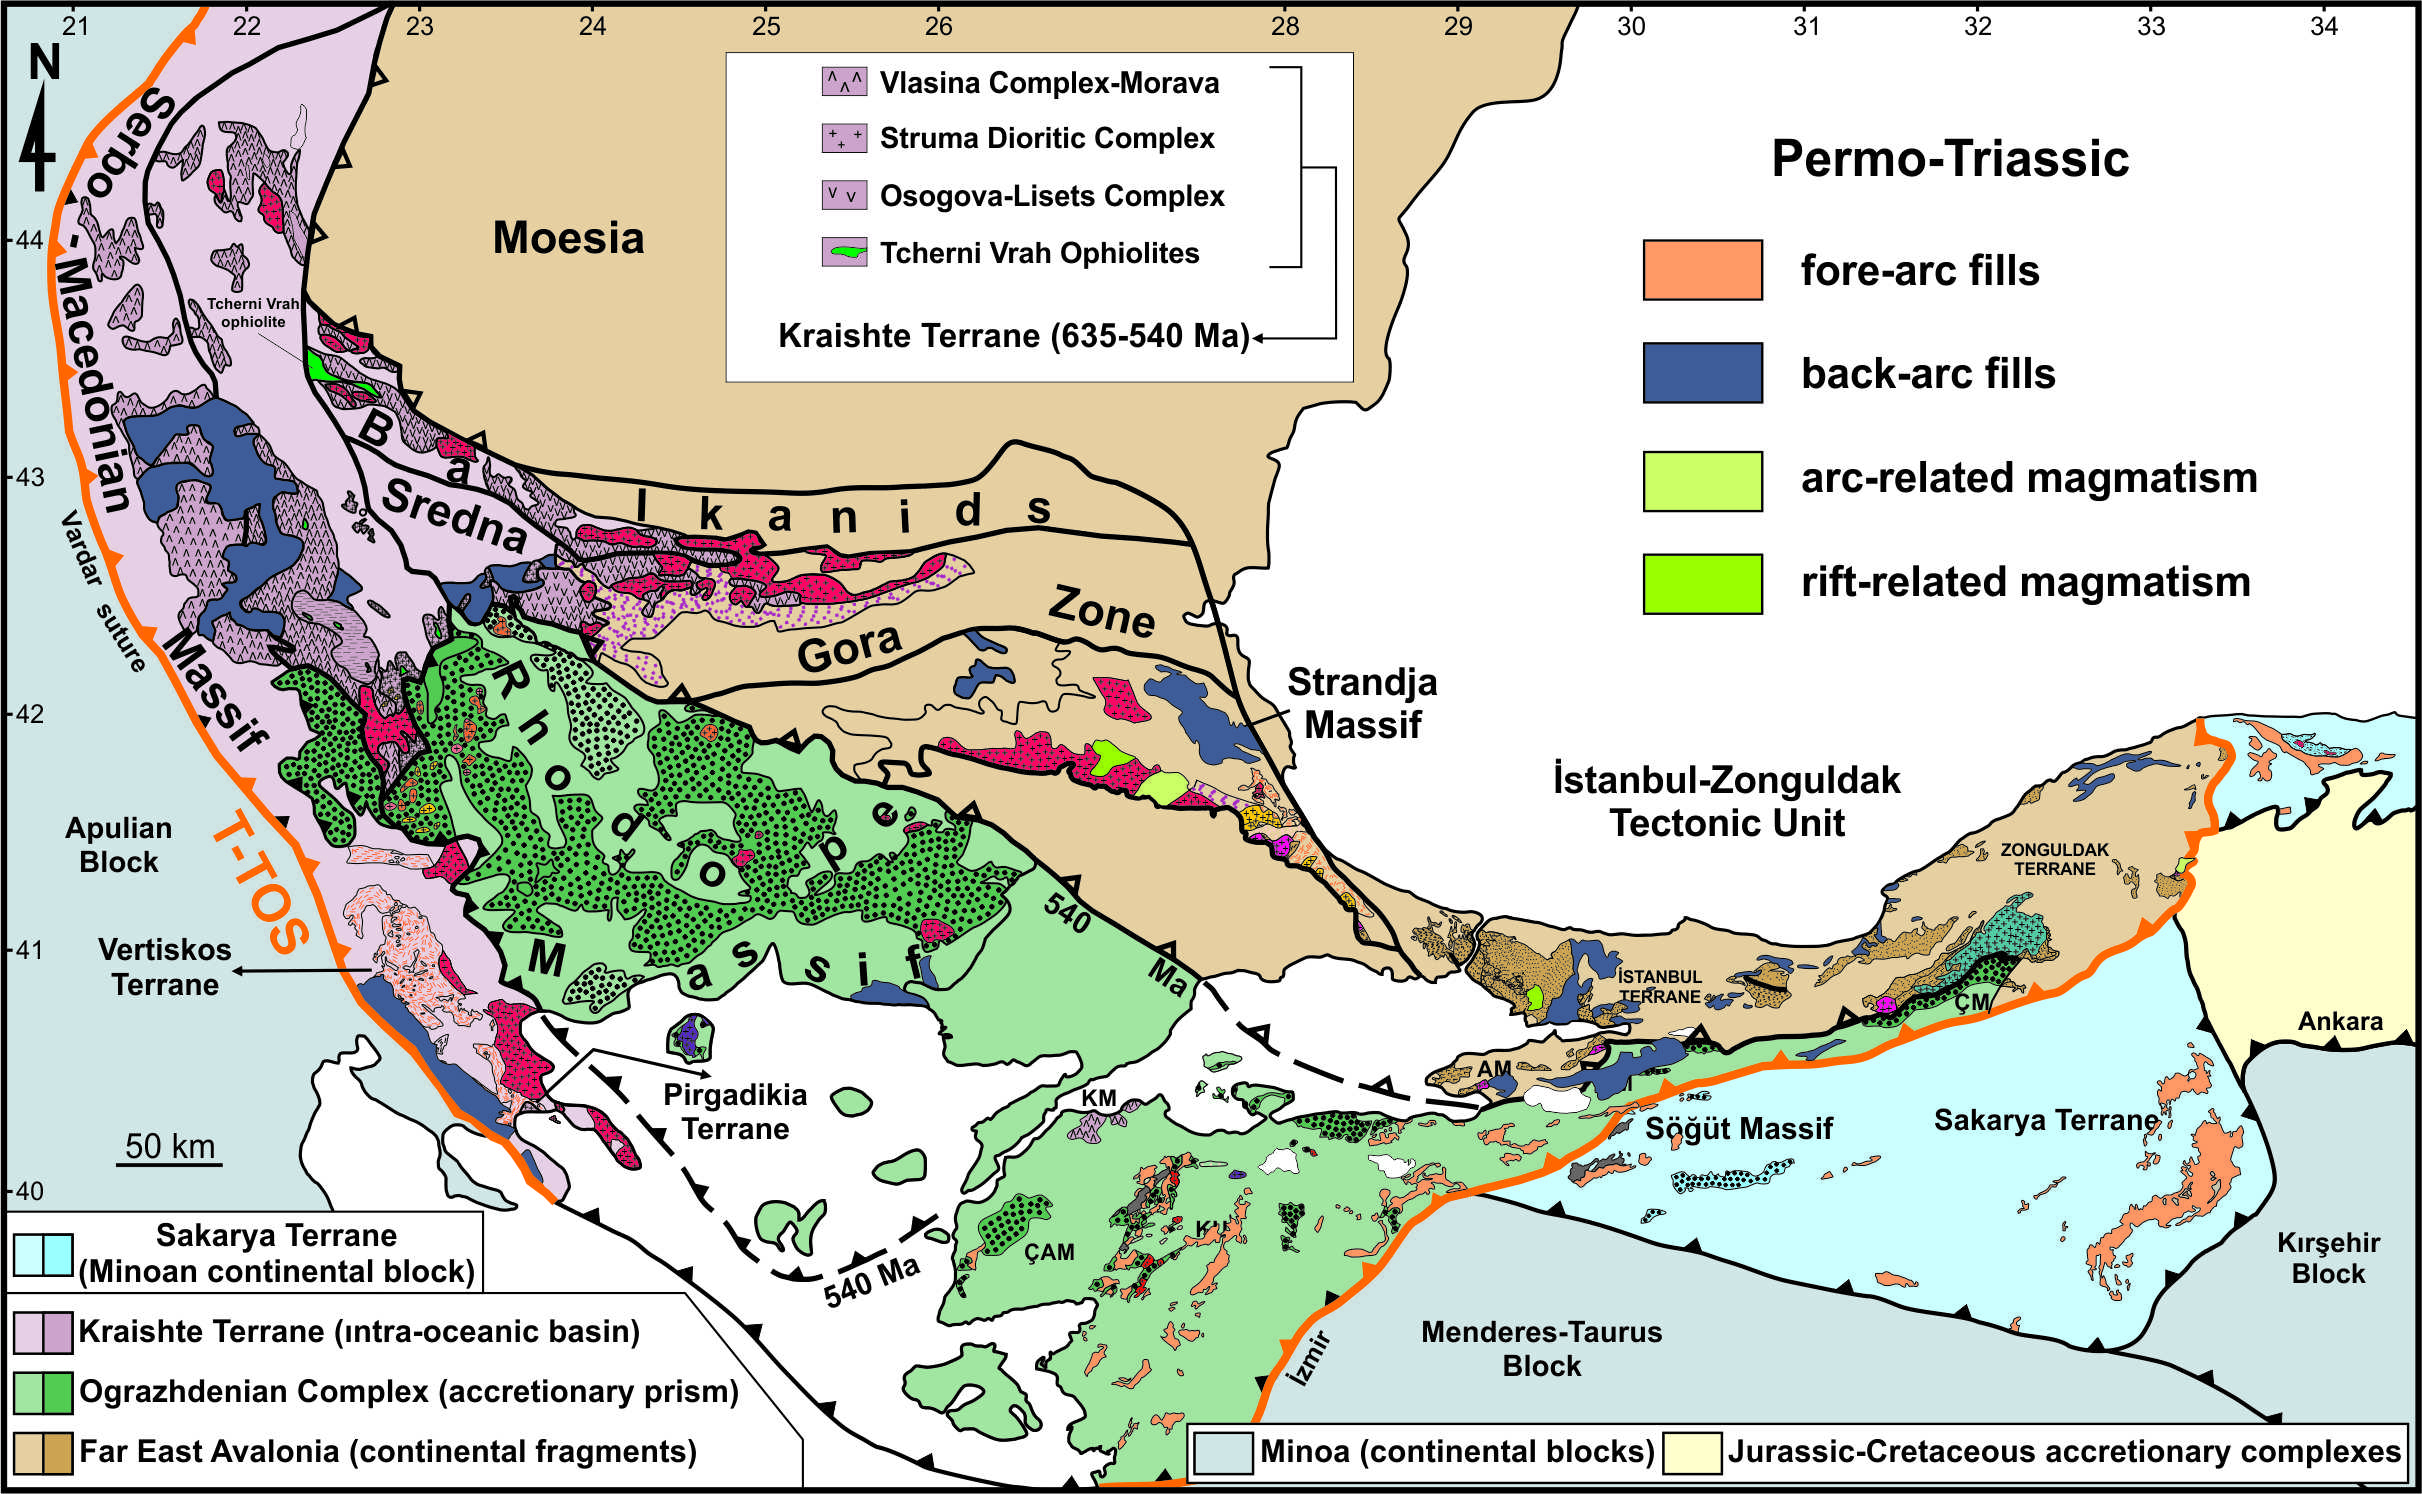 21 22 23 24 25 26 28 29 30 31 32 33 34
N
44
43
42
41
40
Vlasina Complex-Morava
Struma Dioritic Complex
Osogova-Lisets Complex
Tcherni Vrah Ophiolites
Kraishte Terrane (635-540 Ma)
Permo-Triassic
fore-arc fills
back-arc fills
arc-related magmatism
rift-related magmatism
Moesia
Serbo-Macedonian Massif
Tcherni Vrah
ophiolite
Balkanids
Sredna Gora Zone
Vardar suture
Rhodope Massif
Strandja
Massif
İstanbul-Zonguldak
Tectonic Unit
ZONGULDAK
TERRANE
İSTANBUL
TERRANE
ÇM
AM
Apulian
Block
T-TOS
Vertiskos
Terrane
540 Ma
Ankara
Pirgadikia
Terrane
KM
Söğüt Massif
Sakarya Terrane
50 km
ÇAM
540 Ma
Kırşehir
Block
İzmir
Menderes-Taurus
Block
Sakarya Terrane
(Minoan continental block)
Kraishte Terrane (ıntra-oceanic basin)
Ograzhdenian Complex (accretionary prism)
Far East Avalonia (continental fragments)
Minoa (continental blocks)
Jurassic-Cretaceous accretionary complexes